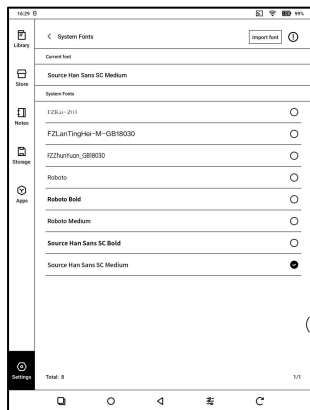 16:29
99%
System Fonts
Import font
Library
Current font
Source Han Sans SC Medium
Store
System Fonts
FZKai-Z03
Notes
FZLanTingHei-M-GB18030
FZZhunYuan_GB18030
Storage
Roboto
Roboto Bold
Apps
Roboto Medium
Source Han Sans SC Bold
Source Han Sans SC Medium
Settings
Total: 8
1/1